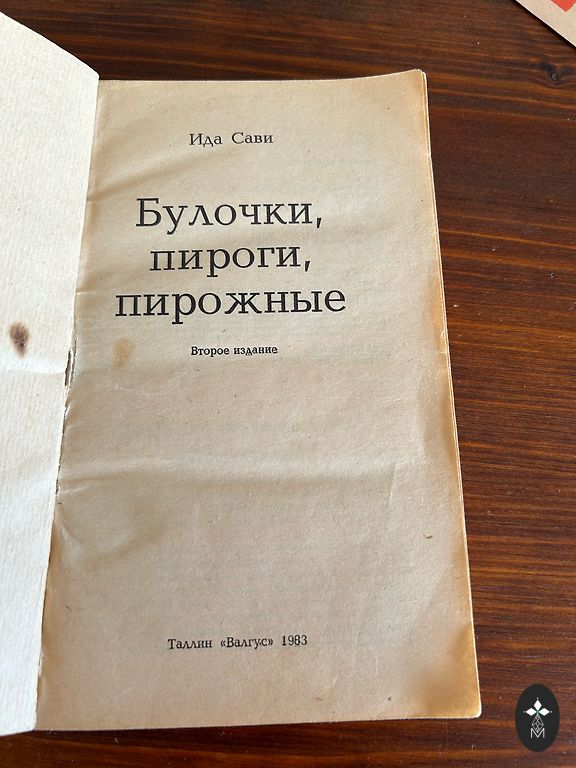 Ида Сави
Булочки,
пироги,
пирожные
Второе издание
Таллин «Валгус» 1983
M